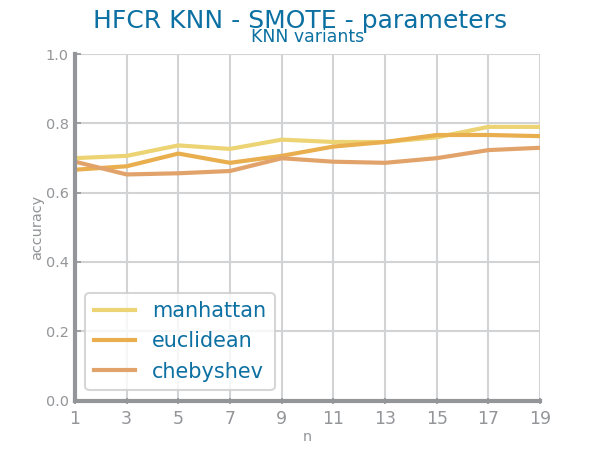 HFCR KNN - SMOTE - parameters
KNN variants
1.0
0.8
0.6
0.4
0.2
0.0
accuracy
manhattan
euclidean
chebyshev
1 3 5 7 9 11 13 15 17 19
n